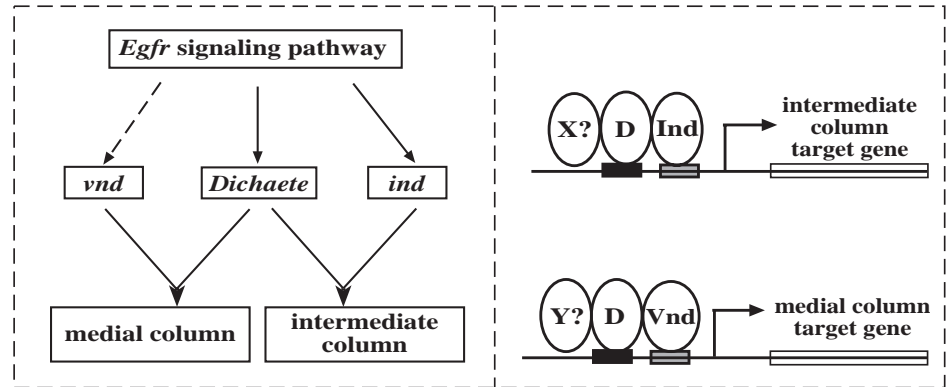 Egfr signaling pathway
vnd
Dichaete
ind
medial column
intermediate
column
X?
D
Ind
intermediate
column
target gene
Y?
D
Vnd
medial column
target gene